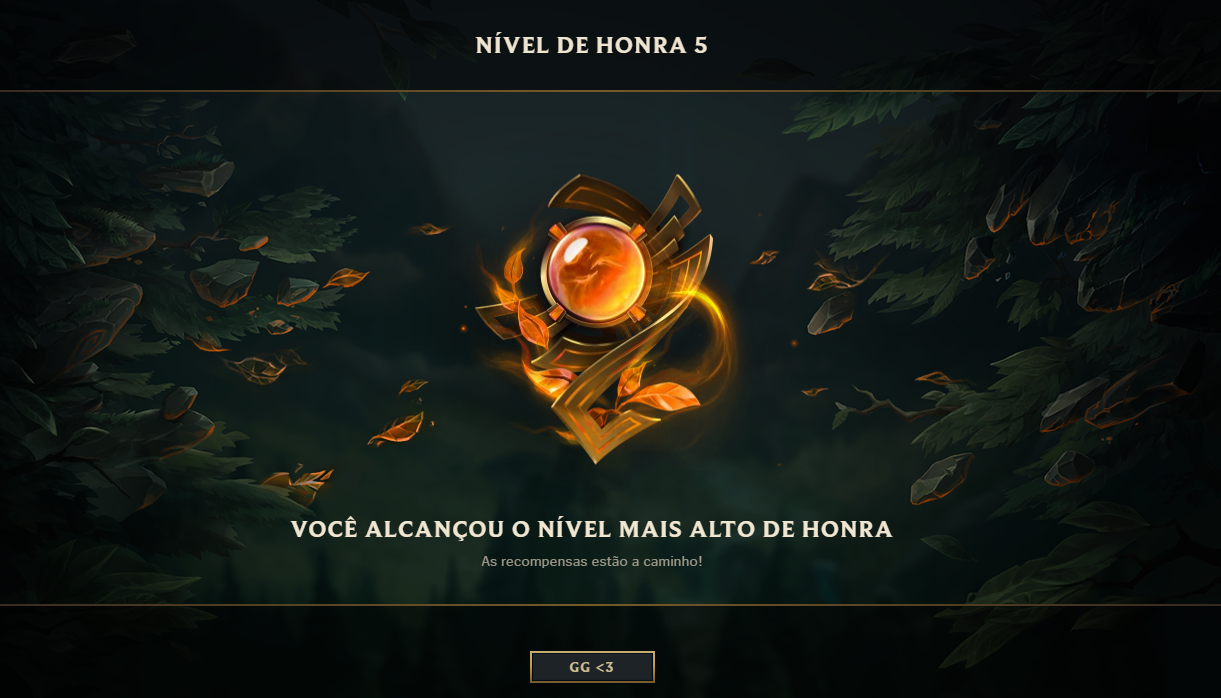 NÍVEL DE HONRA 5
VOCÊ ALCANÇOU O NÍVEL MAIS ALTO DE HONRA
As recompensas estão a caminho!
GG <3